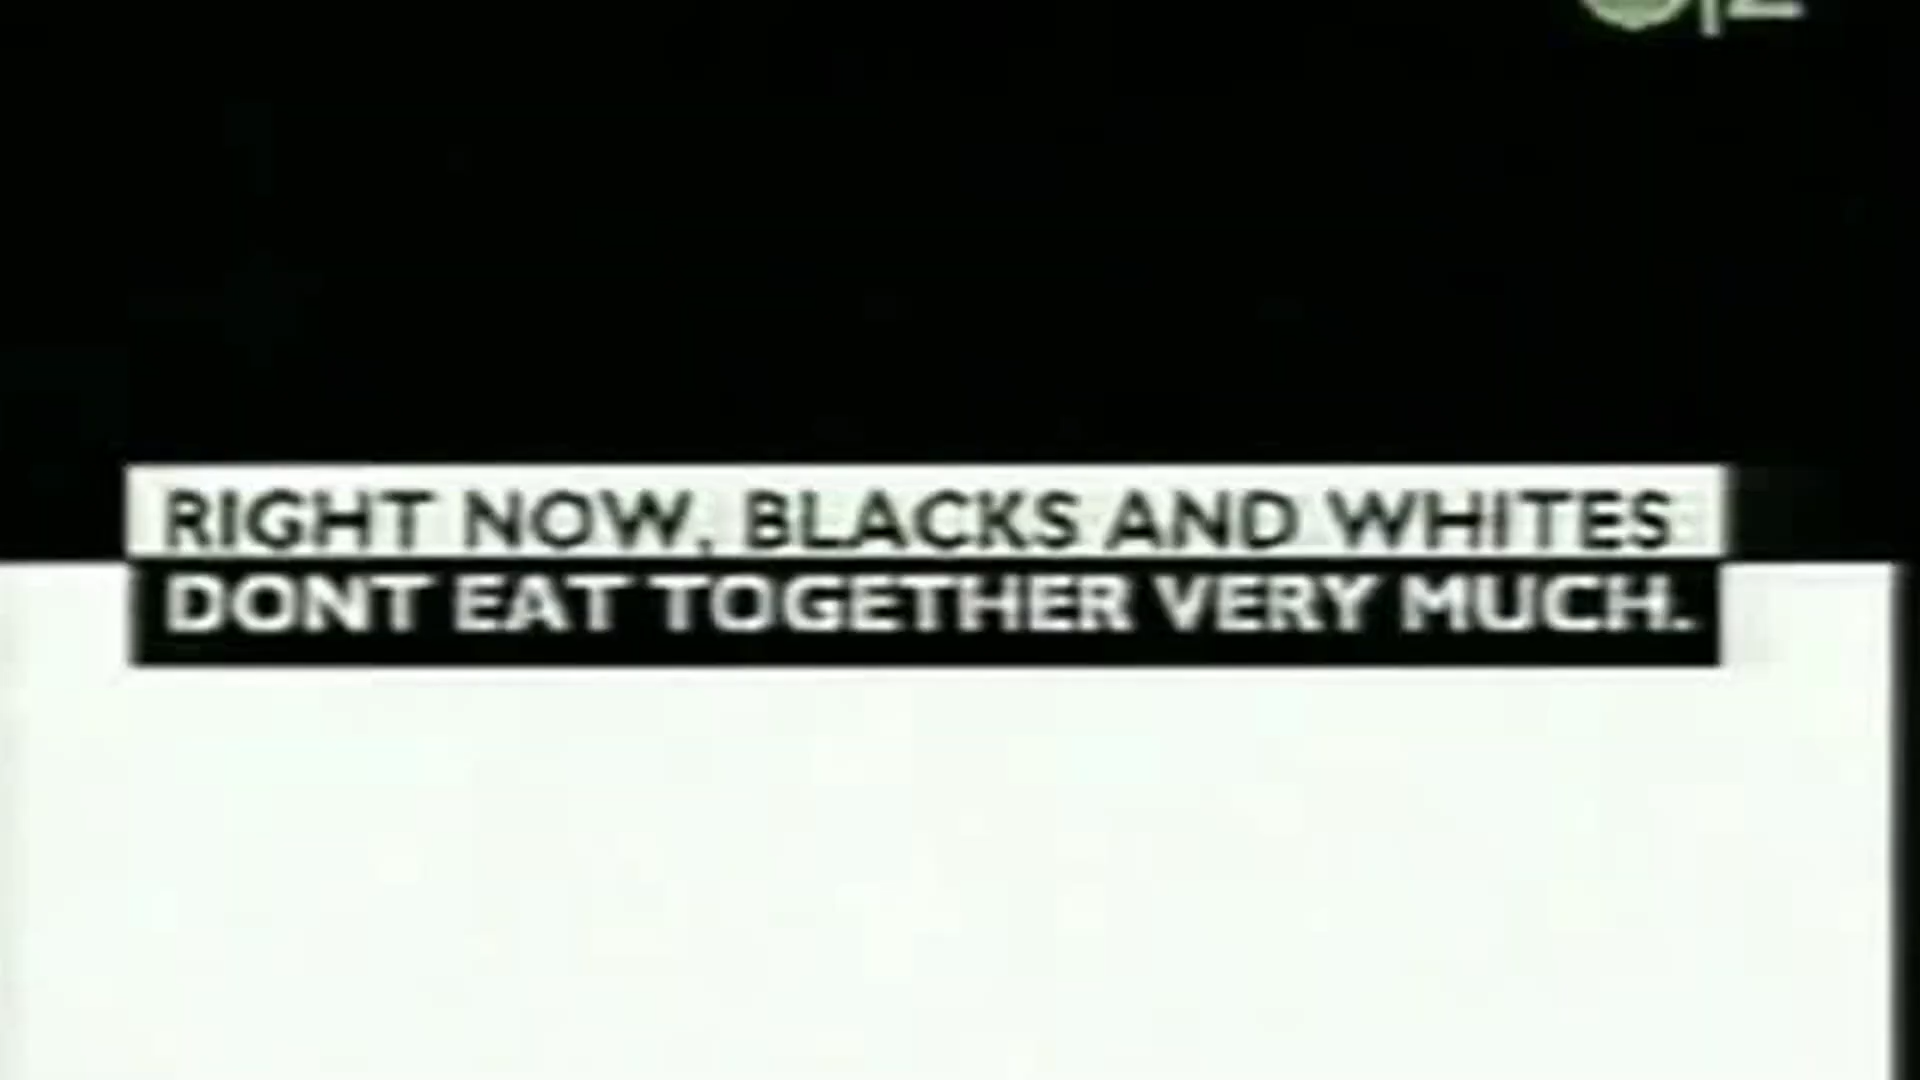 RIGHT NOW, BLACKS AND WHITES
DONT EAT TOGETHER VERY MUCH.